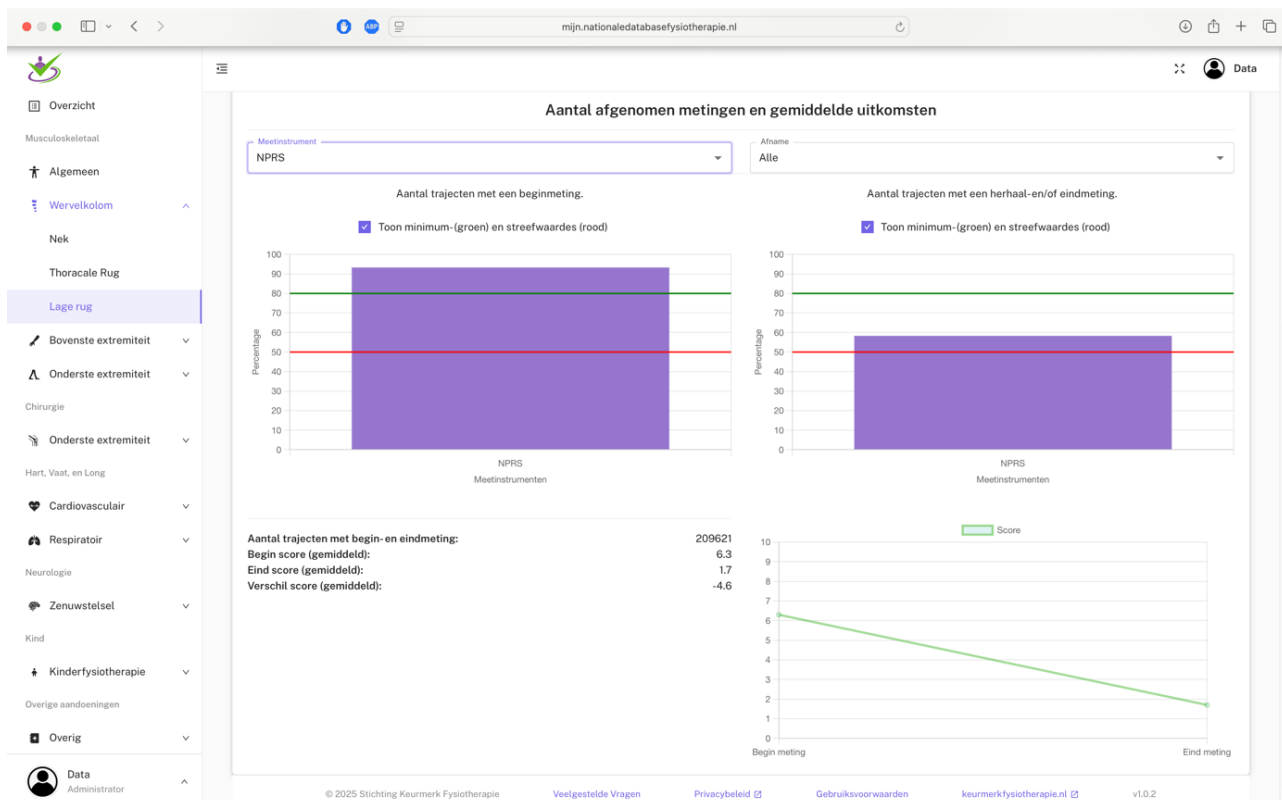 ABP
mijn.nationaledatabasefysiotherapie.nl
Data
Overzicht
Musculoskeletaal
Algemeen
Wervelkolom
Nek
Thoracale Rug
Lage rug
Bovenste extremiteit
Onderste extremiteit
Chirurgie
Onderste extremiteit
Hart, Vaat, en Long
Cardiovasculair
Respiratoir
Neurologie
Zenuwstelsel
Kind
Kinderfysiotherapie
Overige aandoeningen
Overig
Data
Administrator
Aantal afgenomen metingen en gemiddelde uitkomsten
Meetinstrument
NPRS
Afname
Alle
Aantal trajecten met een beginmeting.
Toon minimum-(groen) en streefwaardes (rood)
100
90
80
70
60
50
40
30
20
10
0
Percentage
NPRS
Meetinstrumenten
Aantal trajecten met een herhaal-en/of eindmeting.
Toon minimum-(groen) en streefwaardes (rood)
100
90
80
70
60
50
40
30
20
10
0
Percentage
NPRS
Meetinstrumenten
Aantal trajecten met begin- en eindmeting: 209621
Begin score (gemiddeld): 6.3
Eind score (gemiddeld): 1.7
Verschil score (gemiddeld): -4.6
Score
10
9
8
7
6
5
4
3
2
1
0
Begin meting Eind meting
© 2025 Stichting Keurmerk Fysiotherapie Veelgestelde Vragen Privacybeleid Gebruiksvoorwaarden keurmerkfysiotherapie.nl v1.0.2